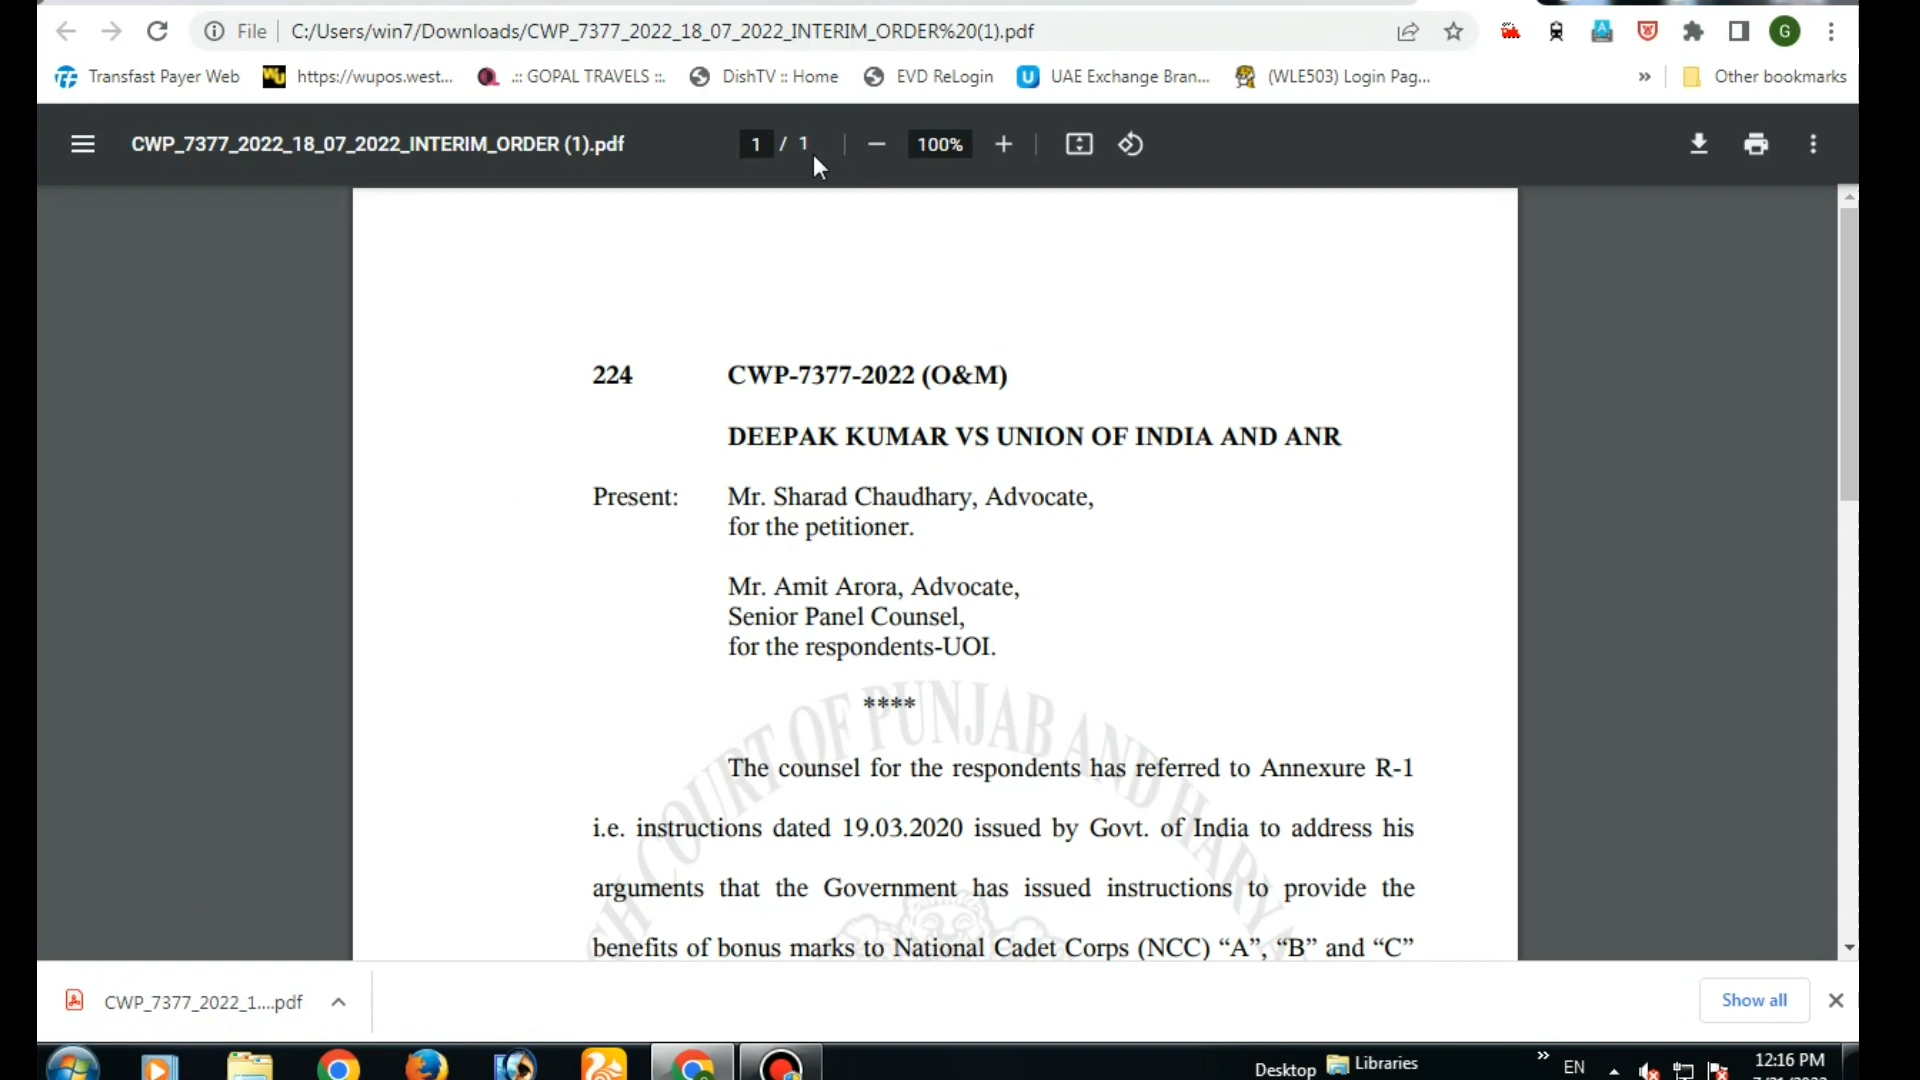 File C:/Users/win7/Downloads/CWP_7377_2022_18_07_2022_INTERIM_ORDER%20(1).pdf
G
Transfast Payer Web https://wupos.west... .:: GOPAL TRAVELS ::. DishTV :: Home EVD ReLogin UAE Exchange Bran... (WLE503) Login Pag... » Other bookmarks
CWP_7377_2022_18_07_2022_INTERIM_ORDER (1).pdf 1 / 1 100%
224 CWP-7377-2022 (O&M)
DEEPAK KUMAR VS UNION OF INDIA AND ANR
Present: Mr. Sharad Chaudhary, Advocate,
for the petitioner.
Mr. Amit Arora, Advocate,
Senior Panel Counsel,
for the respondents-UOI.
****
COURT OF PUNJAB AND
The counsel for the respondents has referred to Annexure R-1
i.e. instructions dated 19.03.2020 issued by Govt. of India to address his
arguments that the Government has issued instructions to provide the
benefits of bonus marks to National Cadet Corps (NCC) “A”, “B” and “C”
CWP_7377_2022_1....pdf Show all
Desktop Libraries » EN 12:16 PM